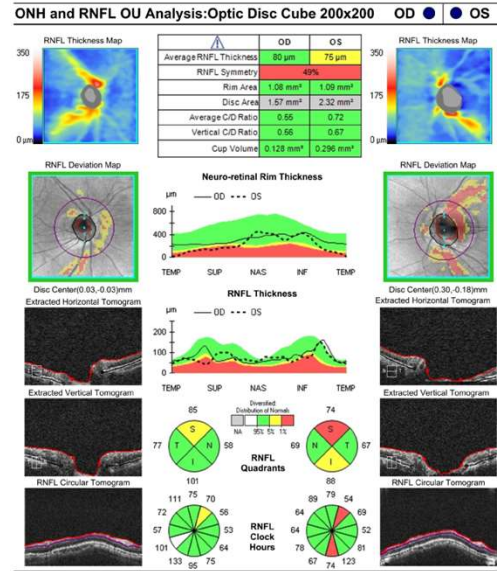 ONH and RNFL OU Analysis:Optic Disc Cube 200x200 OD OS
RNFL Thickness Map
350
175
0 µm
OD OS
Average RNFL Thickness 80 µm 75 µm
RNFL Symmetry 49%
Rim Area 1.08 mm² 1.09 mm²
Disc Area 1.57 mm² 2.32 mm²
Average C/D Ratio 0.55 0.72
Vertical C/D Ratio 0.56 0.67
Cup Volume 0.128 mm³ 0.296 mm³
RNFL Thickness Map
350
175
0 µm
RNFL Deviation Map
Disc Center(0.03,-0.03)mm
Extracted Horizontal Tomogram
Extracted Vertical Tomogram
RNFL Circular Tomogram
Neuro-retinal Rim Thickness
µm OD OS
800
400
0
TEMP SUP NAS INF TEMP
RNFL Thickness
µm OD OS
200
100
0
TEMP SUP NAS INF TEMP
Diversified:
Distribution of Normals
NA 95% 5% 1%
85
77 S T N I 58
101
74
69 S N T I 67
88
RNFL
Quadrants
75
111 70
72 56
57 53
101 64
133 75
95
79
89 54
64 69
64 52
78 81
67 123
74
RNFL
Clock
Hours
RNFL Deviation Map
Disc Center(0.30,-0.18)mm
Extracted Horizontal Tomogram
Extracted Vertical Tomogram
RNFL Circular Tomogram